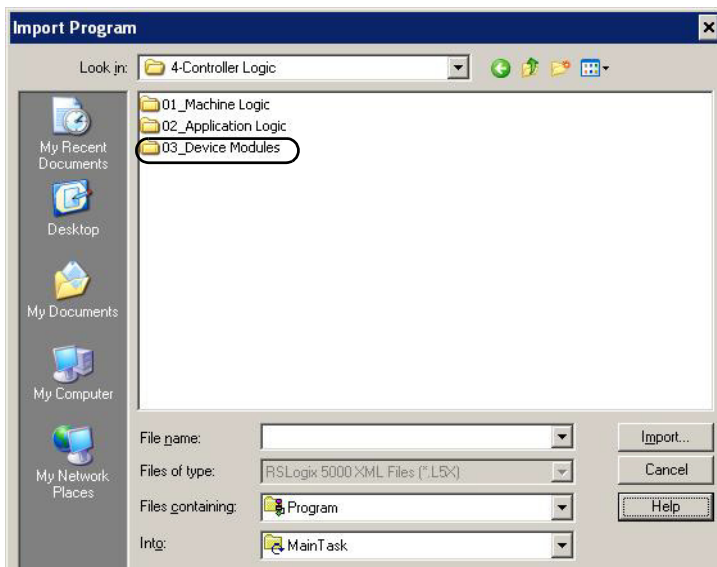 Import Program
Look in:
4-Controller Logic
My Recent
Documents
Desktop
My Documents
My Computer
My Network
Places
01_Machine Logic
02_Application Logic
03_Device Modules
File name:
Import...
Files of type:
RSLogix 5000 XML Files (*.L5X)
Cancel
Files containing:
Program
Help
Into:
MainTask